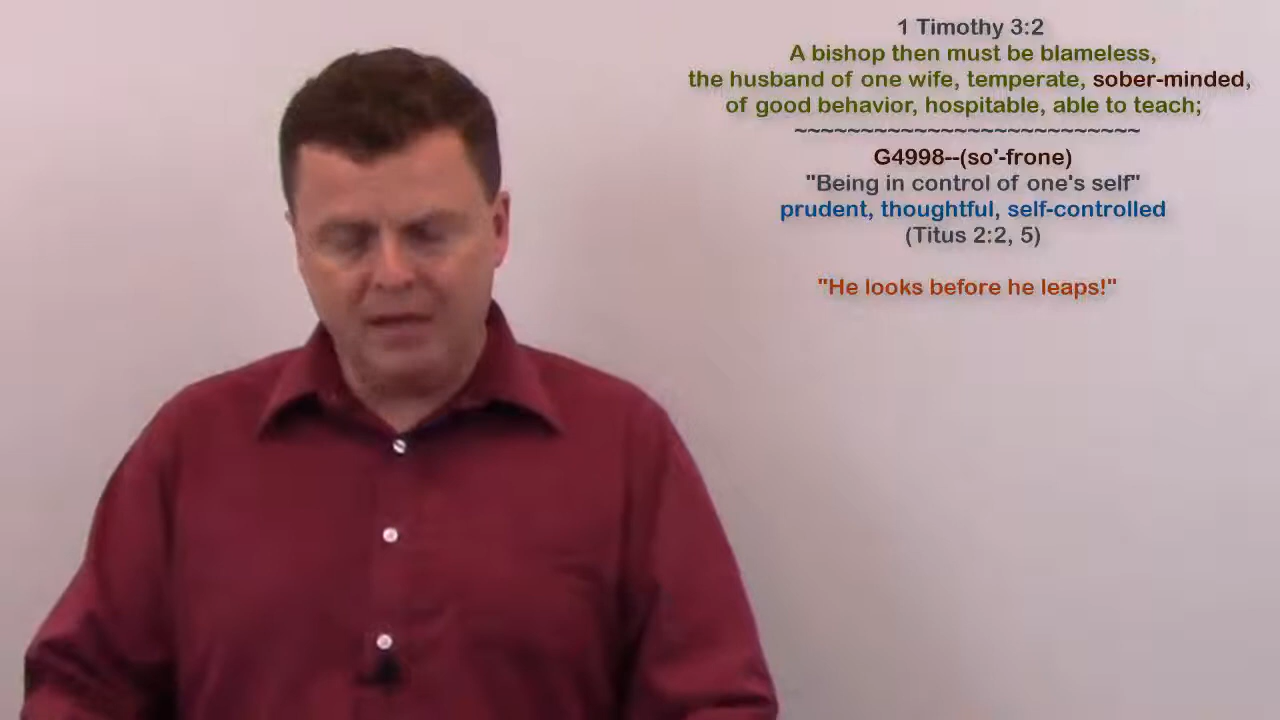 1 Timothy 3:2
A bishop then must be blameless,
the husband of one wife, temperate, sober-minded,
of good behavior, hospitable, able to teach;
~~~~~~~~~~~~~~~~~~~~~~~~~~
G4998--(so'-frone)
"Being in control of one's self"
prudent, thoughtful, self-controlled
(Titus 2:2, 5)
"He looks before he leaps!"